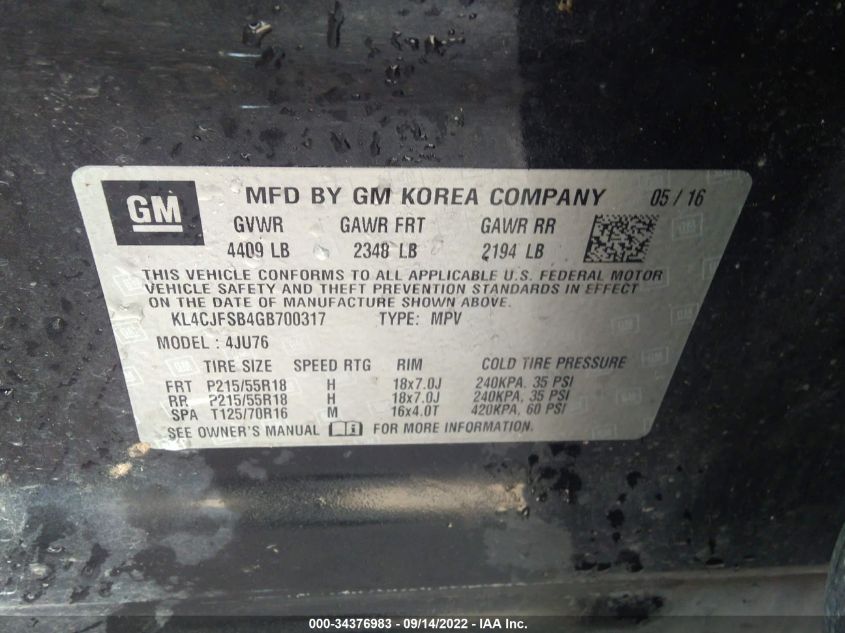 GM
MFD BY GM KOREA COMPANY 05 / 16
GVWR GAWR FRT GAWR RR
4409 LB 2348 LB 2194 LB
THIS VEHICLE CONFORMS TO ALL APPLICABLE U.S. FEDERAL MOTOR
VEHICLE SAFETY AND THEFT PREVENTION STANDARDS IN EFFECT
ON THE DATE OF MANUFACTURE SHOWN ABOVE.
KL4CJFSB4GB700317 TYPE: MPV
MODEL : 4JU76
TIRE SIZE SPEED RTG RIM COLD TIRE PRESSURE
FRT P215/55R18 H 18x7.0J 240KPA, 35 PSI
RR P215/55R18 H 18x7.0J 240KPA, 35 PSI
SPA T125/70R16 M 16x4.0T 420KPA, 60 PSI
SEE OWNER'S MANUAL FOR MORE INFORMATION.
000-34376983 - 09/14/2022 - IAA Inc.